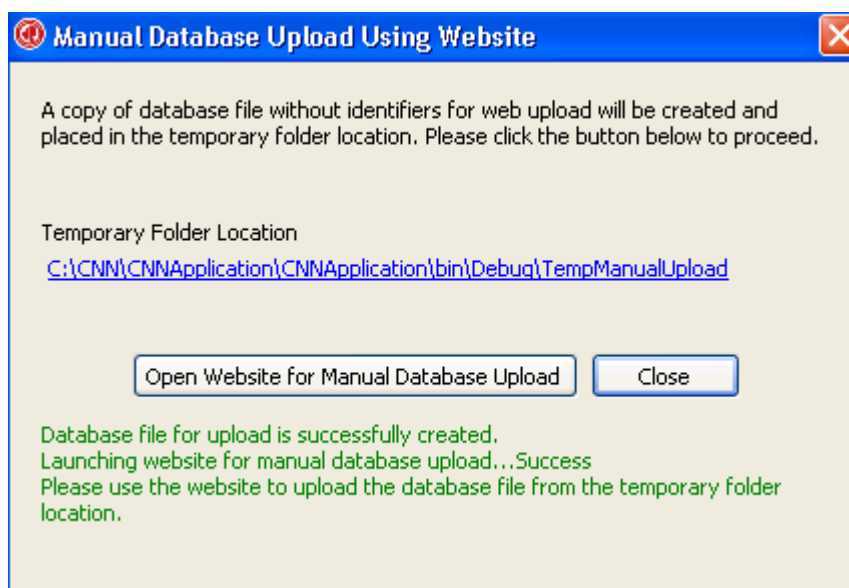 Manual Database Upload Using Website
A copy of database file without identifiers for web upload will be created and
placed in the temporary folder location. Please click the button below to proceed.
Temporary Folder Location
C:\CNN\CNNApplication\CNNApplication\bin\Debug\TempManualUpload
Open Website for Manual Database Upload Close
Database file for upload is successfully created.
Launching website for manual database upload...Success
Please use the website to upload the database file from the temporary folder
location.